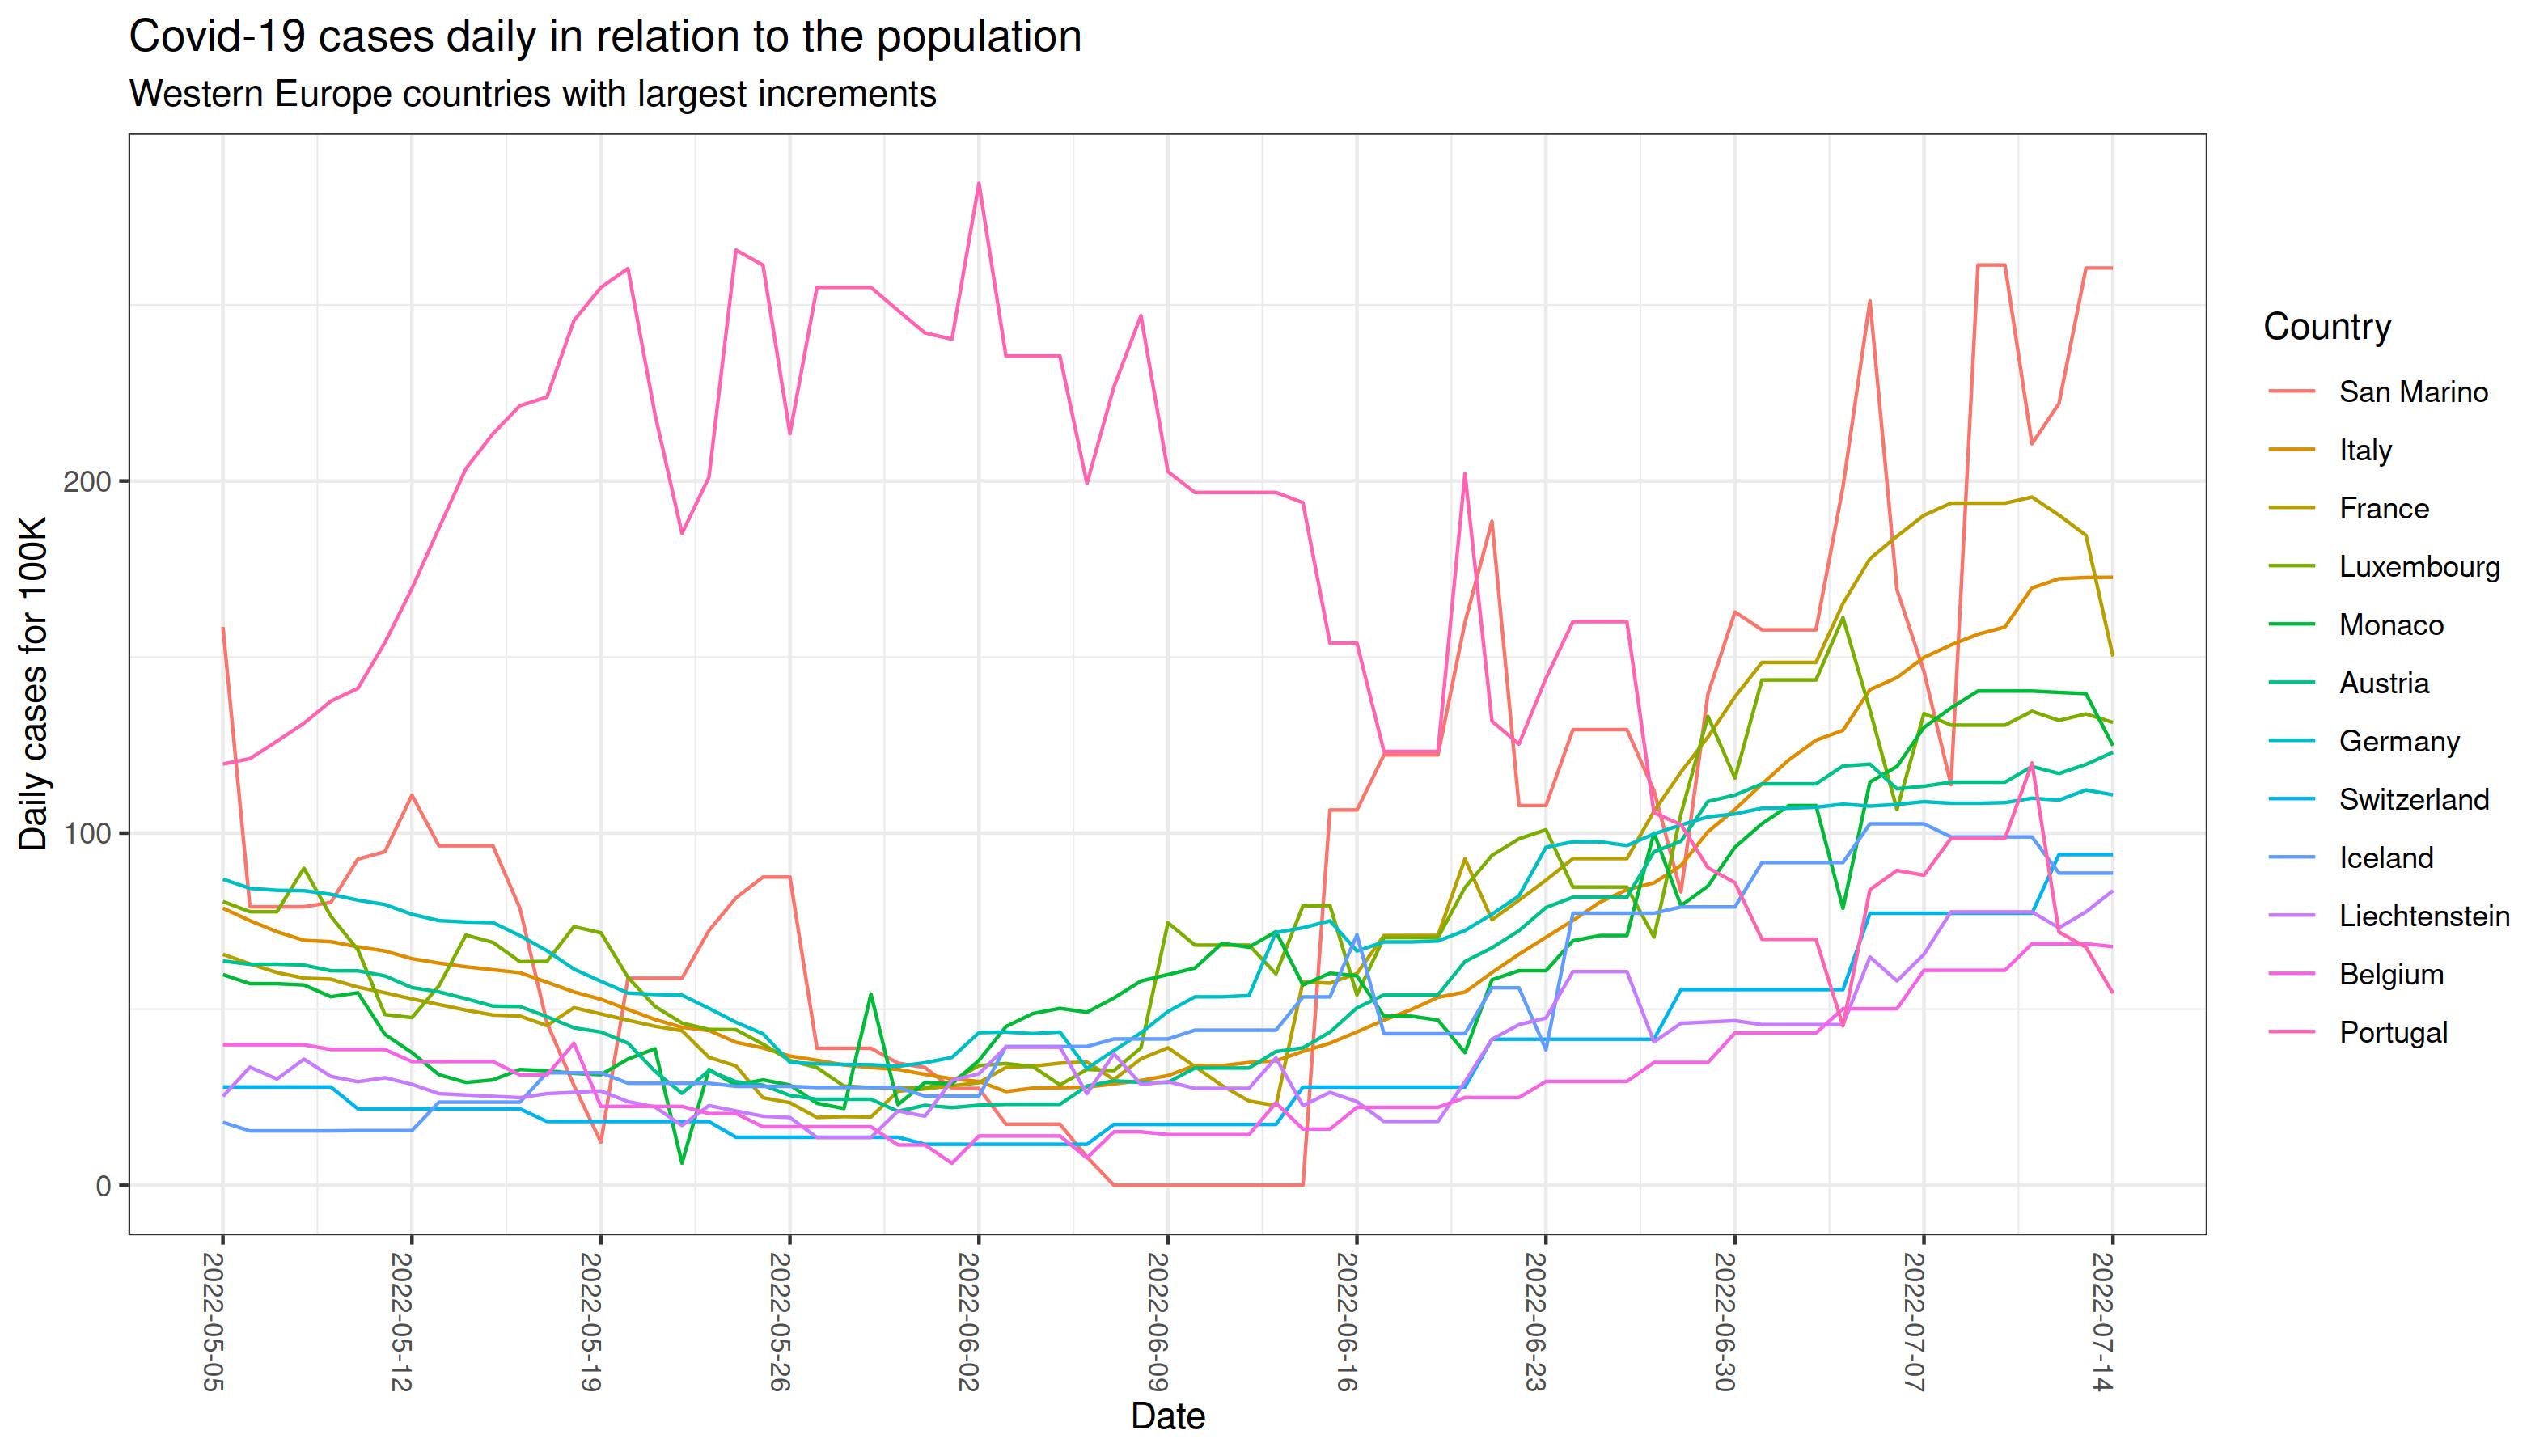 Covid-19 cases daily in relation to the population
Western Europe countries with largest increments
Daily cases for 100K
200
100
0
2022-05-05
2022-05-12
2022-05-19
2022-05-26
2022-06-02
2022-06-09
2022-06-16
2022-06-23
2022-06-30
2022-07-07
2022-07-14
Date
Country
San Marino
Italy
France
Luxembourg
Monaco
Austria
Germany
Switzerland
Iceland
Liechtenstein
Belgium
Portugal